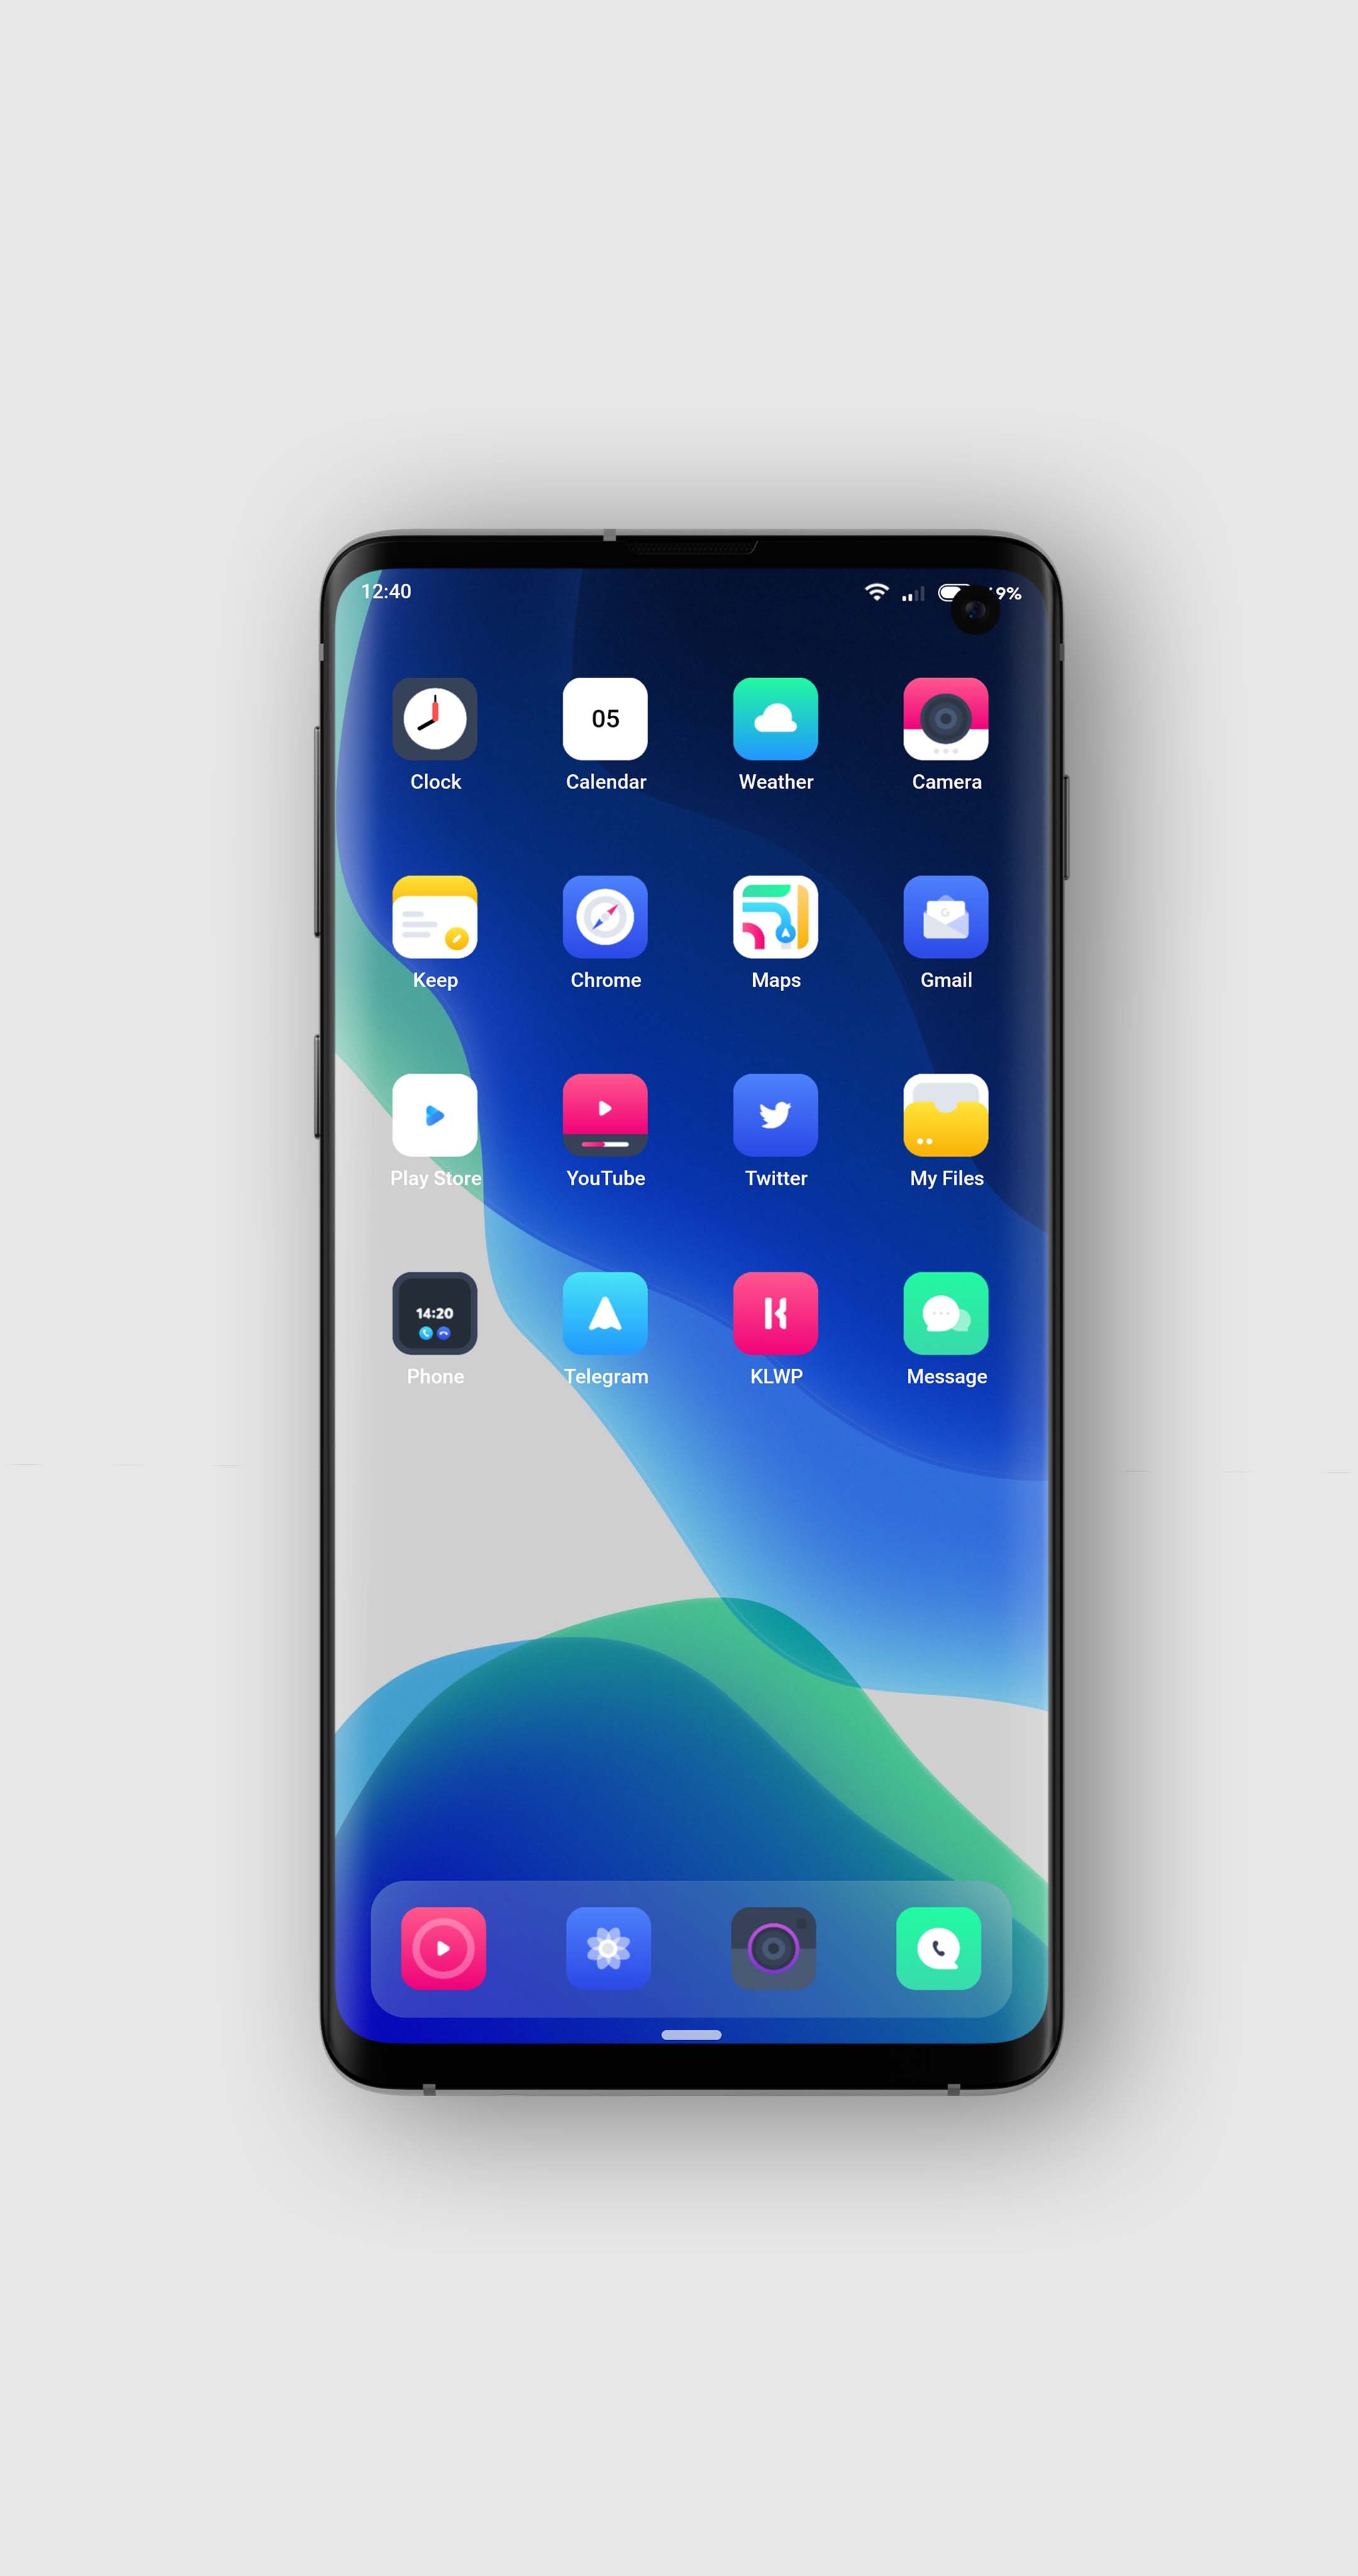 12:40
9%
05
Clock Calendar Weather Camera
G
Keep Chrome Maps Gmail
Play Store YouTube Twitter My Files
14:20
Phone Telegram KLWP Message